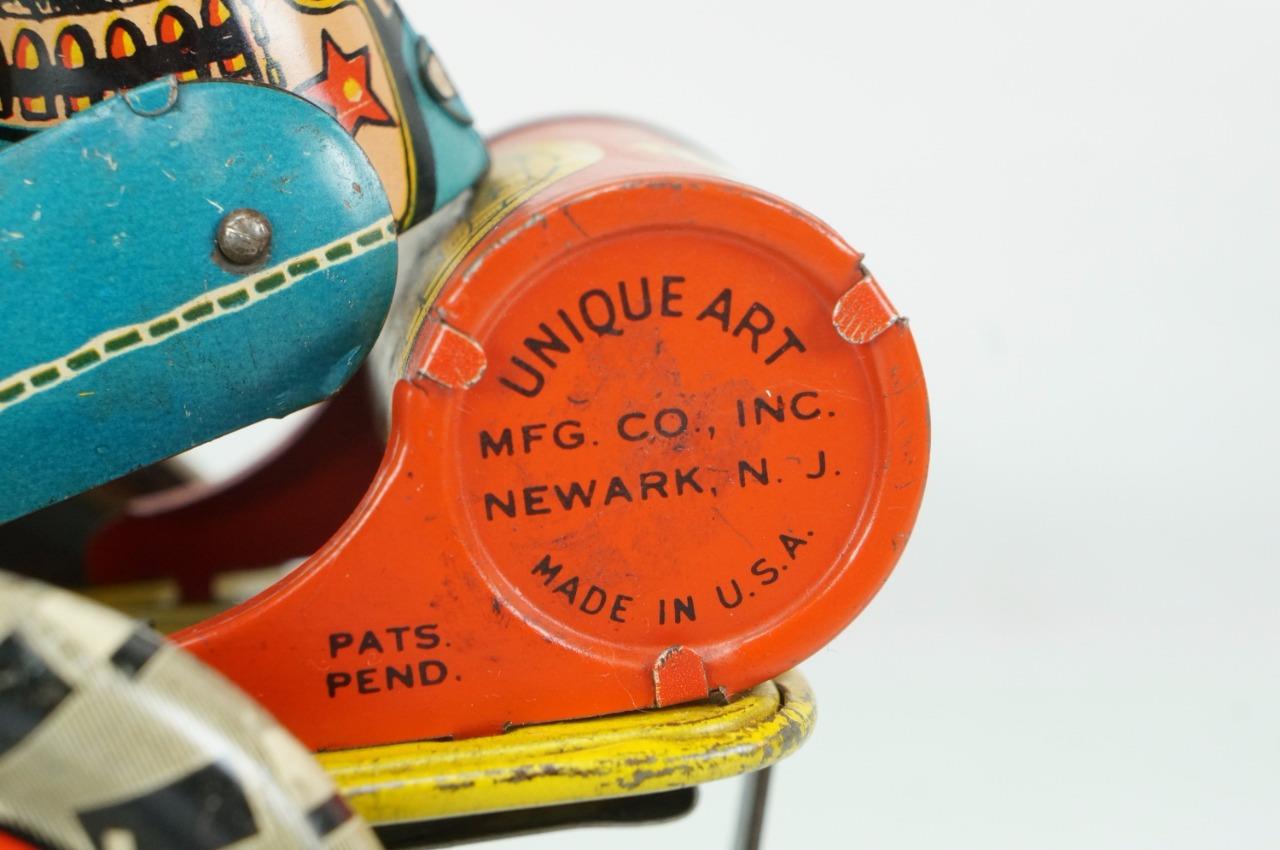 UNIQUE ART
MFG. CO., INC.
NEWARK, N. J.
MADE IN U.S.A.
PATS.
PEND.